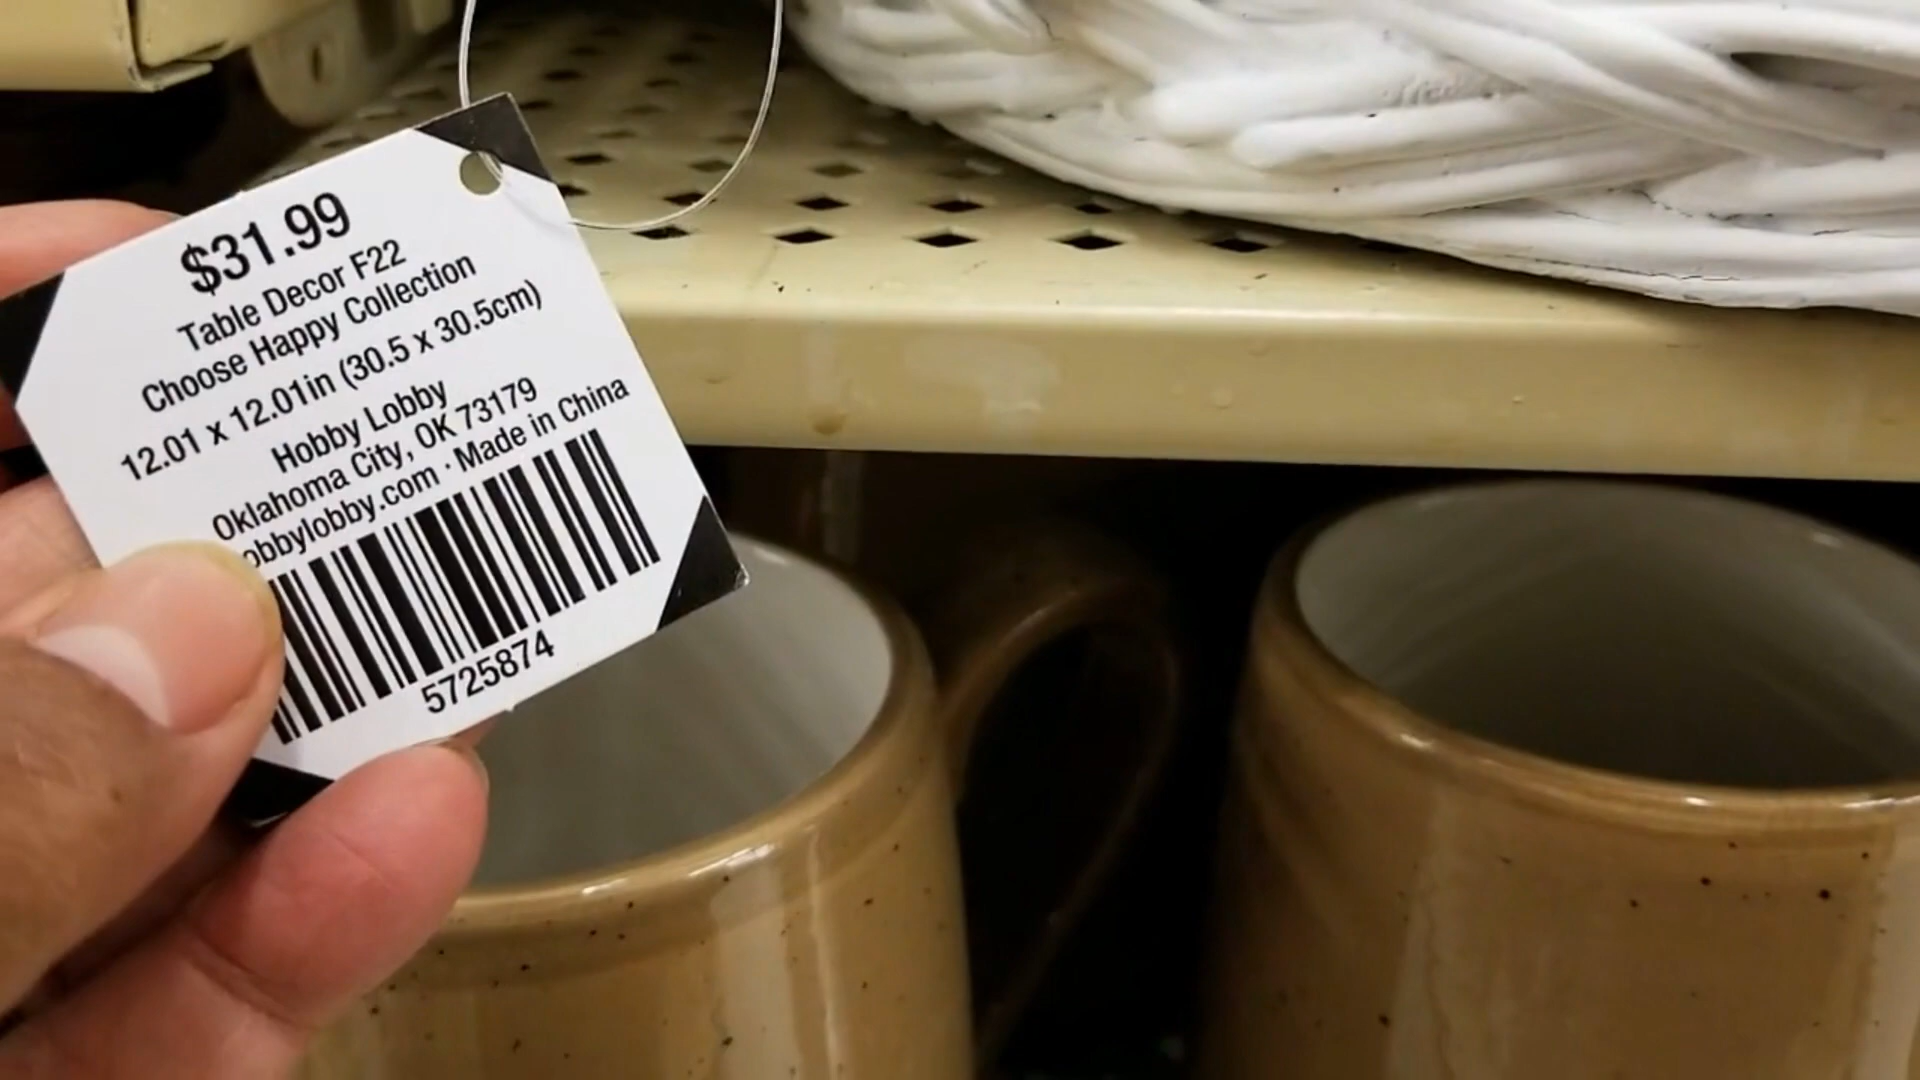 $31.99
Table Decor F22
Choose Happy Collection
12.01 x 12.01in (30.5 x 30.5cm)
Hobby Lobby
Oklahoma City, OK 73179
obbylobby.com · Made in China
5725874